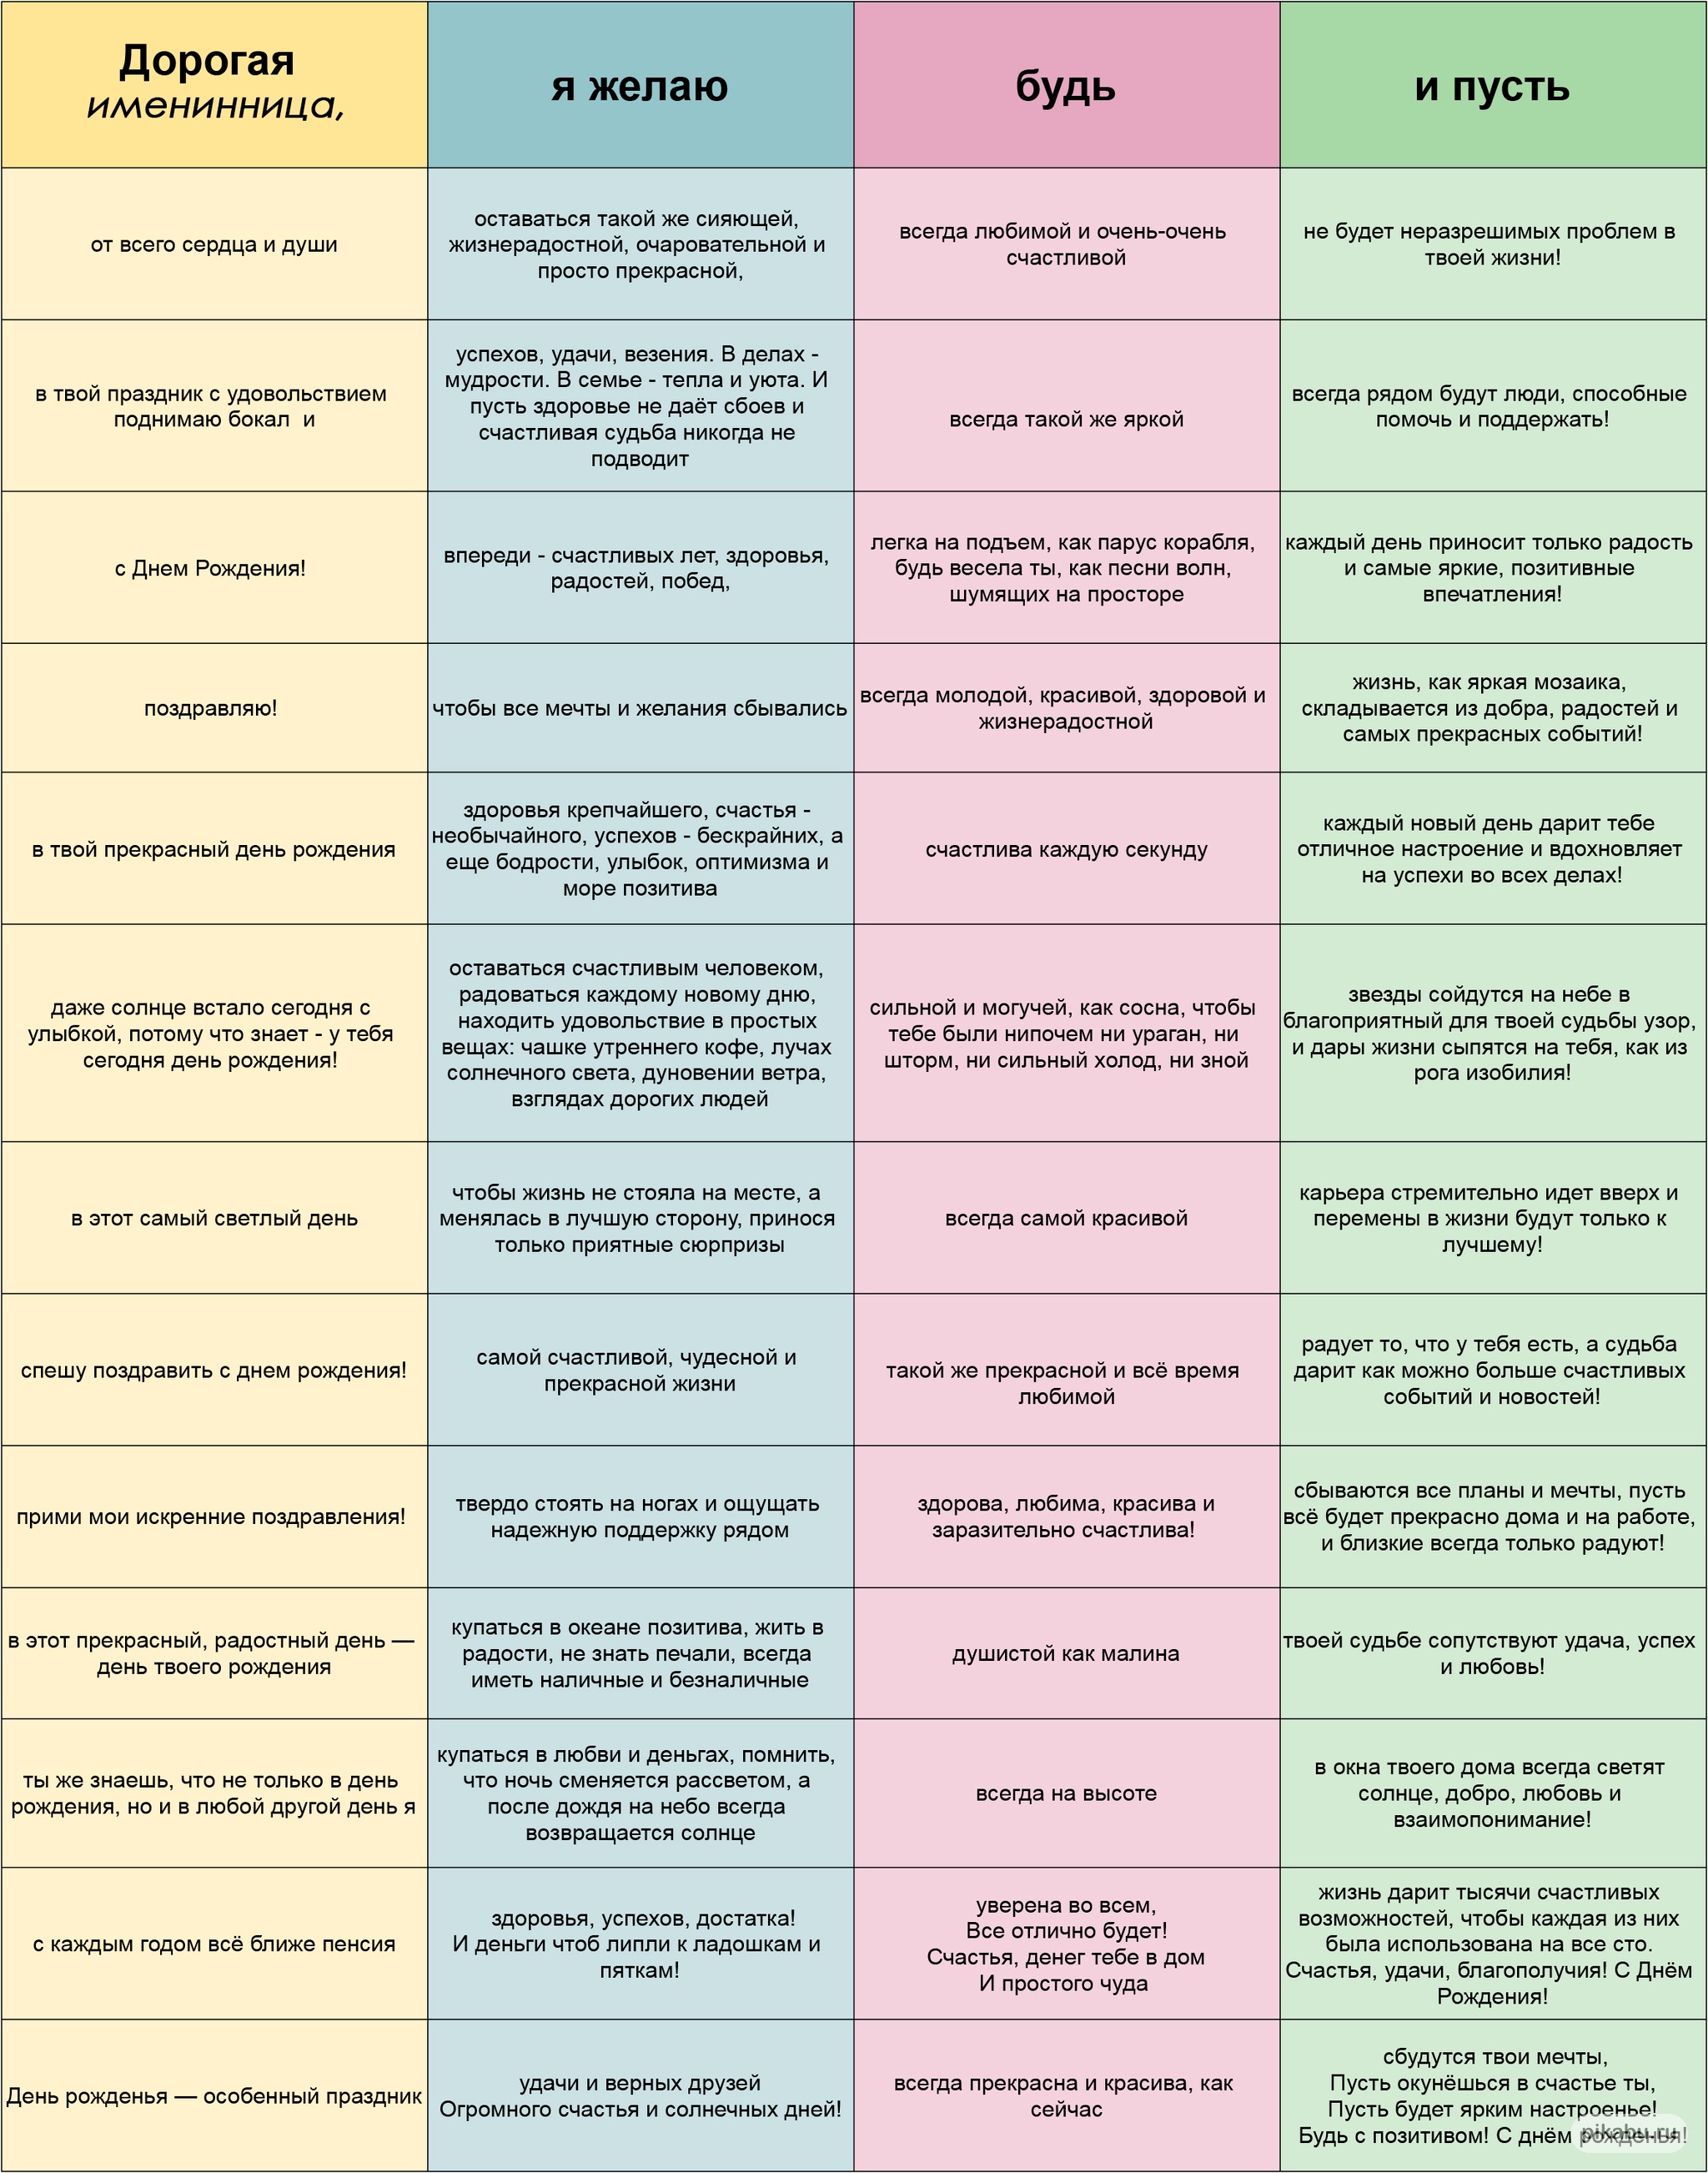 Дорогая
именинница,
я желаю
будь
и пусть
от всего сердца и души
оставаться такой же сияющей,
жизнерадостной, очаровательной и
просто прекрасной,
всегда любимой и очень-очень
счастливой
не будет неразрешимых проблем в
твоей жизни!
в твой праздник с удовольствием
поднимаю бокал и
успехов, удачи, везения. В делах -
мудрости. В семье - тепла и уюта. И
пусть здоровье не даёт сбоев и
счастливая судьба никогда не
подводит
всегда такой же яркой
всегда рядом будут люди, способные
помочь и поддержать!
с Днем Рождения!
впереди - счастливых лет, здоровья,
радостей, побед,
легка на подъем, как парус корабля,
будь весела ты, как песни волн,
шумящих на просторе
каждый день приносит только радость
и самые яркие, позитивные
впечатления!
поздравляю!
чтобы все мечты и желания сбывались
всегда молодой, красивой, здоровой и
жизнерадостной
жизнь, как яркая мозаика,
складывается из добра, радостей и
самых прекрасных событий!
в твой прекрасный день рождения
здоровья крепчайшего, счастья -
необычайного, успехов - бескрайних, а
еще бодрости, улыбок, оптимизма и
море позитива
счастлива каждую секунду
каждый новый день дарит тебе
отличное настроение и вдохновляет
на успехи во всех делах!
даже солнце встало сегодня с
улыбкой, потому что знает - у тебя
сегодня день рождения!
оставаться счастливым человеком,
радоваться каждому новому дню,
находить удовольствие в простых
вещах: чашке утреннего кофе, лучах
солнечного света, дуновении ветра,
взглядах дорогих людей
сильной и могучей, как сосна, чтобы
тебе были нипочем ни ураган, ни
шторм, ни сильный холод, ни зной
звезды сойдутся на небе в
благоприятный для твоей судьбы узор,
и дары жизни сыпятся на тебя, как из
рога изобилия!
в этот самый светлый день
чтобы жизнь не стояла на месте, а
менялась в лучшую сторону, принося
только приятные сюрпризы
всегда самой красивой
карьера стремительно идет вверх и
перемены в жизни будут только к
лучшему!
спешу поздравить с днем рождения!
самой счастливой, чудесной и
прекрасной жизни
такой же прекрасной и всё время
любимой
радует то, что у тебя есть, а судьба
дарит как можно больше счастливых
событий и новостей!
прими мои искренние поздравления!
твердо стоять на ногах и ощущать
надежную поддержку рядом
здорова, любима, красива и
заразительно счастлива!
сбываются все планы и мечты, пусть
всё будет прекрасно дома и на работе,
и близкие всегда только радуют!
в этот прекрасный, радостный день —
день твоего рождения
купаться в океане позитива, жить в
радости, не знать печали, всегда
иметь наличные и безналичные
душистой как малина
твоей судьбе сопутствуют удача, успех
и любовь!
ты же знаешь, что не только в день
рождения, но и в любой другой день я
купаться в любви и деньгах, помнить,
что ночь сменяется рассветом, а
после дождя на небо всегда
возвращается солнце
всегда на высоте
в окна твоего дома всегда светят
солнце, добро, любовь и
взаимопонимание!
с каждым годом всё ближе пенсия
здоровья, успехов, достатка!
И деньги чтоб липли к ладошкам и
пяткам!
уверена во всем,
Все отлично будет!
Счастья, денег тебе в дом
И простого чуда
жизнь дарит тысячи счастливых
возможностей, чтобы каждая из них
была использована на все сто.
Счастья, удачи, благополучия! С Днём
Рождения!
День рожденья — особенный праздник
удачи и верных друзей
Огромного счастья и солнечных дней!
всегда прекрасна и красива, как
сейчас
сбудутся твои мечты,
Пусть окунёшься в счастье ты,
Пусть будет ярким настроенье!
Будь с позитивом! С днём рожденья!
pikabu.ru